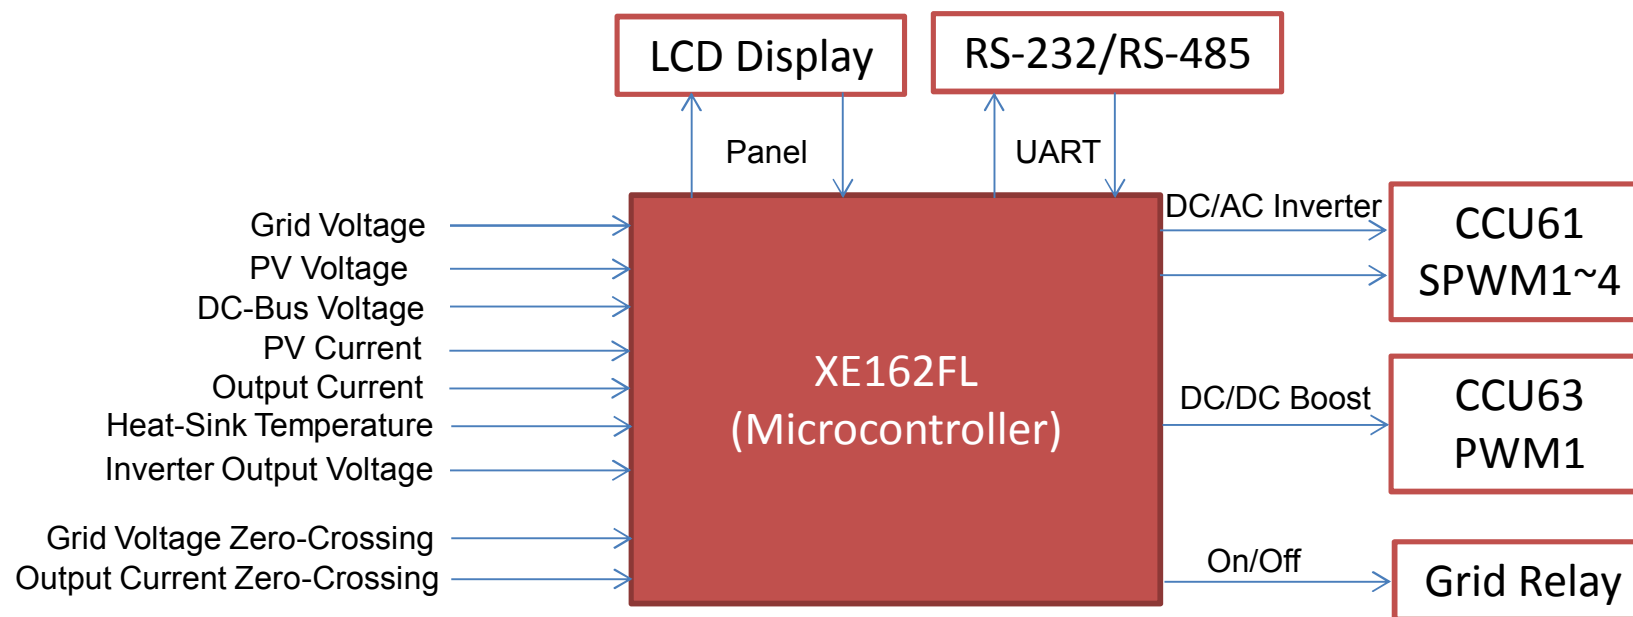 LCD Display
RS-232/RS-485
Panel
UART
Grid Voltage
PV Voltage
DC-Bus Voltage
PV Current
Output Current
Heat-Sink Temperature
Inverter Output Voltage
Grid Voltage Zero-Crossing
Output Current Zero-Crossing
XE162FL
(Microcontroller)
DC/AC Inverter
CCU61
SPWM1~4
DC/DC Boost
CCU63
PWM1
On/Off
Grid Relay